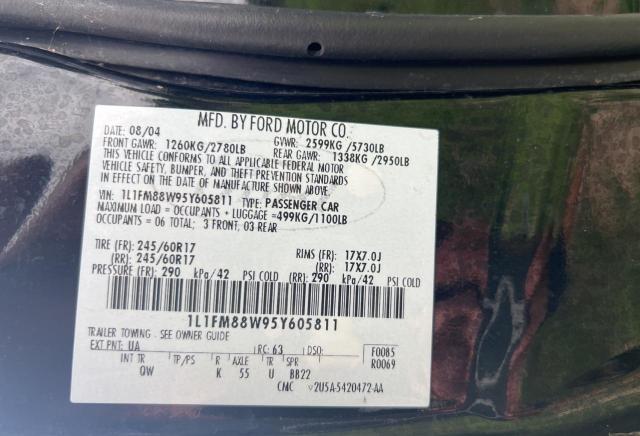 MFD. BY FORD MOTOR CO.
DATE: 08/04 GVWR: 2599KG /5730LB
FRONT GAWR: 1260KG/2780LB REAR GAWR: 1338KG/2950LB
THIS VEHICLE CONFORMS TO ALL APPLICABLE FEDERAL MOTOR
VEHICLE SAFETY, BUMPER, AND THEFT PREVENTION STANDARDS
IN EFFECT ON THE DATE OF MANUFACTURE SHOWN ABOVE.
VIN: 1L1FM88W95Y605811 TYPE: PASSENGER CAR
MAXIMUM LOAD = OCCUPANTS + LUGGAGE =499KG/1100LB
OCCUPANTS = 06 TOTAL; 3 FRONT, 03 REAR
TIRE (FR): 245/60R17 RIMS (FR): 17X7.0J
(RR): 245/60R17 (RR): 17X7.0J
PRESSURE (FR): 290 kPa/42 PSI COLD (RR): 290 kPa/42 PSI COLD
1L1FM88W95Y605811
TRAILER TOWING - SEE OWNER GUIDE
EXT PNT: UA RC: 63 DSO: F0085
R0069
INT TR TP/PS R AXLE TR SPR
QW K 55 U BB22
CMC v2U5A-5420472-AA